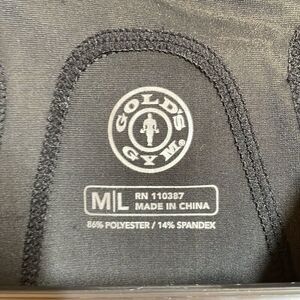 GOLD'S
GYM®
M|L
RN 110387
MADE IN CHINA
86% POLYESTER / 14% SPANDEX